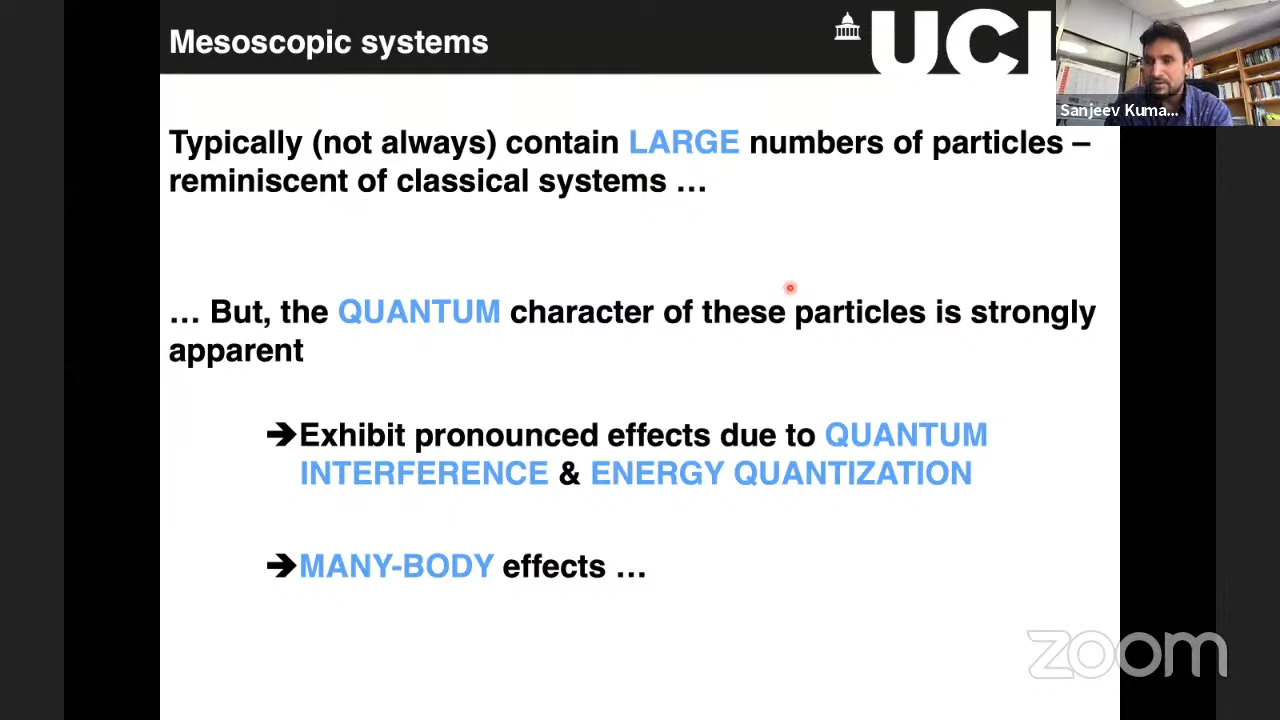 Mesoscopic systems
UCL
Sanjeev Kuma...
Typically (not always) contain LARGE numbers of particles –
reminiscent of classical systems …
… But, the QUANTUM character of these particles is strongly
apparent
➔Exhibit pronounced effects due to QUANTUM
INTERFERENCE & ENERGY QUANTIZATION
➔MANY-BODY effects …
zoom